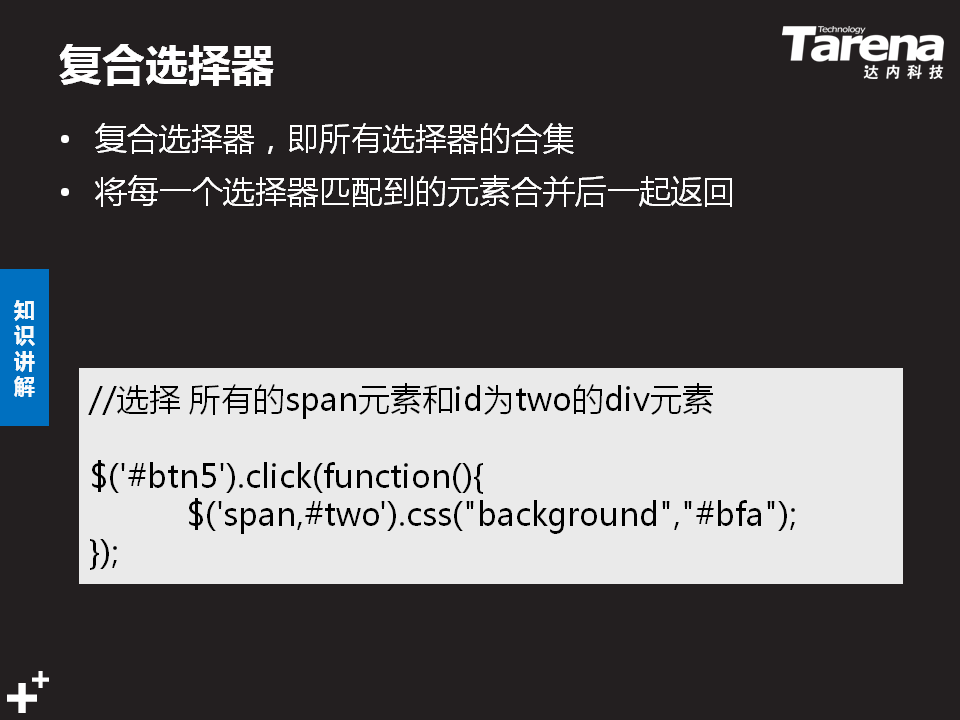 复合选择器
Technology
Tarena
达内科技
• 复合选择器，即所有选择器的合集
• 将每一个选择器匹配到的元素合并后一起返回
知识讲解
//选择 所有的span元素和id为two的div元素
$('#btn5').click(function(){
$('span,#two').css("background","#bfa");
});